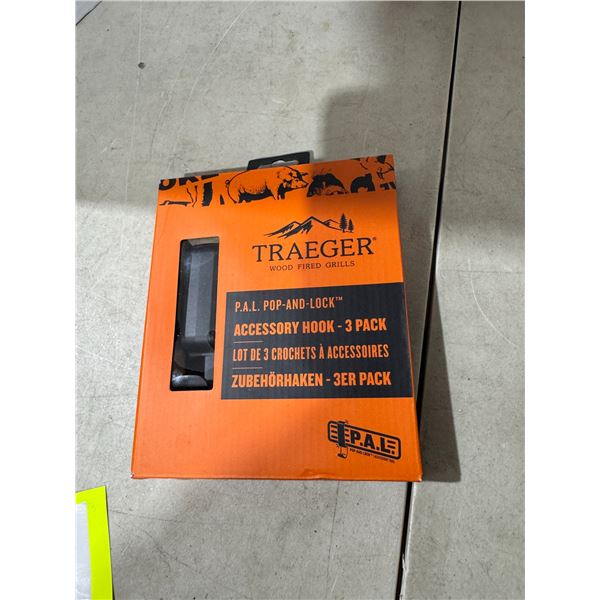 TRAEGER®
WOOD FIRED GRILLS
P.A.L. POP-AND-LOCK™
ACCESSORY HOOK - 3 PACK
LOT DE 3 CROCHETS À ACCESSOIRES
ZUBEHÖRHAKEN - 3ER PACK
P.A.L.